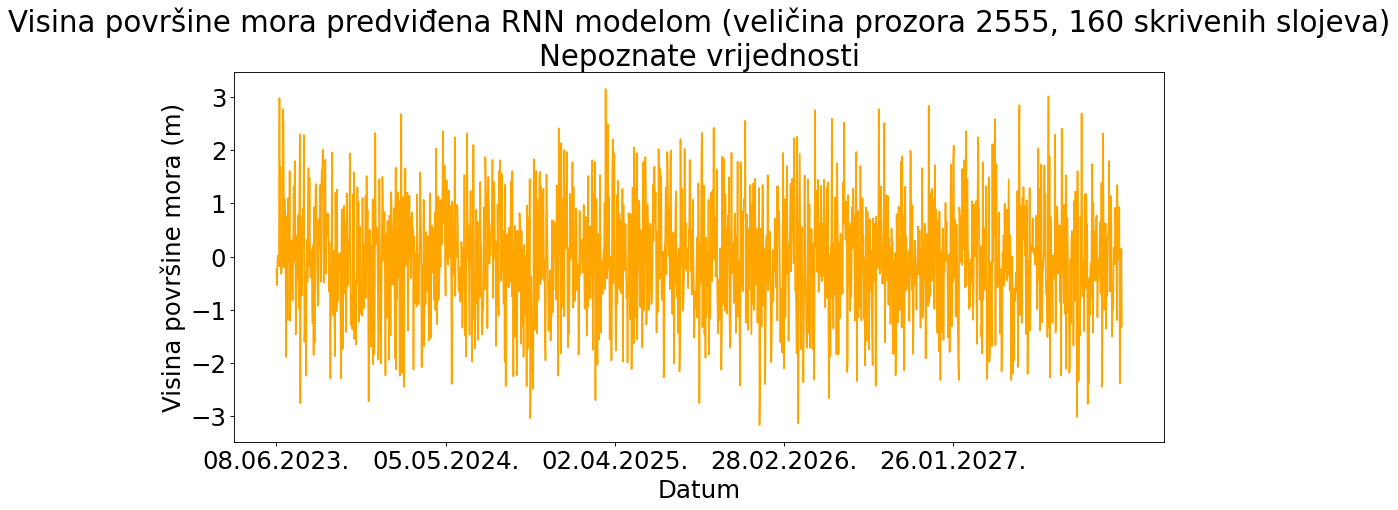 Visina površine mora predviđena RNN modelom (veličina prozora 2555, 160 skrivenih slojeva)
Nepoznate vrijednosti
Visina površine mora (m)
3
2
1
0
−1
−2
−3
08.06.2023. 05.05.2024. 02.04.2025. 28.02.2026. 26.01.2027.
Datum